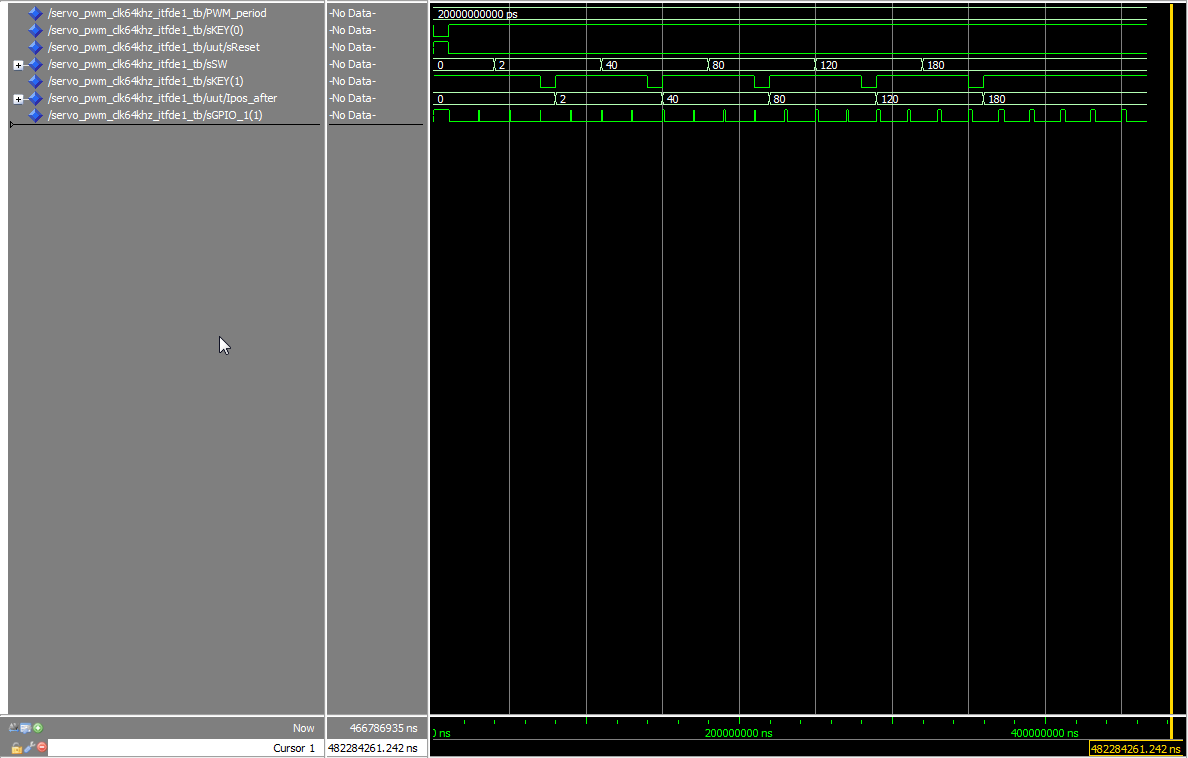 /servo_pwm_clk64khz_itfde1_tb/PWM_period -No Data- 20000000000 ps
/servo_pwm_clk64khz_itfde1_tb/sKEY(0) -No Data-
/servo_pwm_clk64khz_itfde1_tb/uut/sReset -No Data-
/servo_pwm_clk64khz_itfde1_tb/sSW -No Data- 0 2 40 80 120 180
/servo_pwm_clk64khz_itfde1_tb/sKEY(1) -No Data-
/servo_pwm_clk64khz_itfde1_tb/uut/Ipos_after -No Data- 0 2 40 80 120 180
/servo_pwm_clk64khz_itfde1_tb/sGPIO_1(1) -No Data-
Now 466786935 ns 0 ns 200000000 ns 400000000 ns
Cursor 1 482284261.242 ns 482284261.242 ns